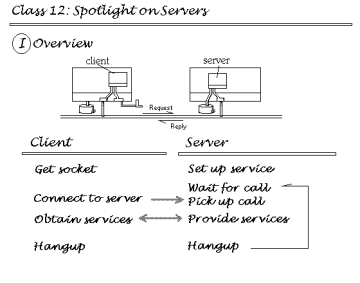 Class 12: Spotlight on Servers
I Overview
client server
Request
Reply
Client Server
Get socket Set up service
Wait for call
Connect to server Pick up call
Obtain services Provide services
Hangup Hangup